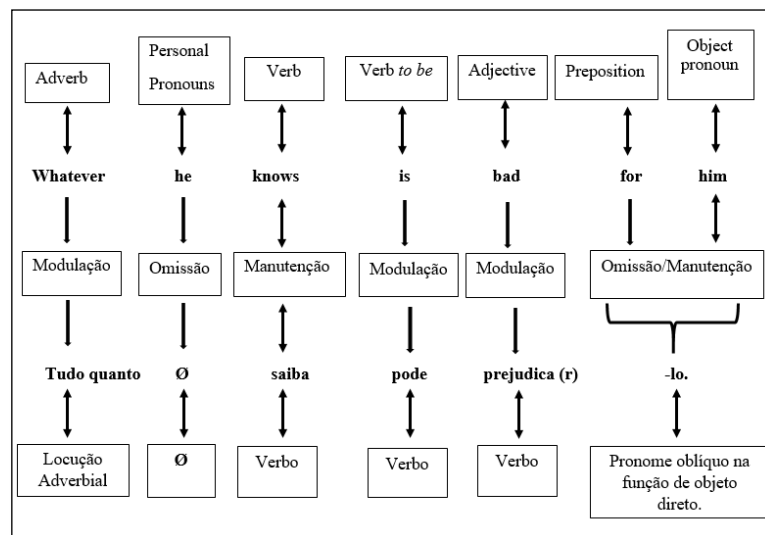 Adverb
Personal
Pronouns
Verb
Verb to be
Adjective
Preposition
Object
pronoun
Whatever he knows is bad for him
Modulação Omissão Manutenção Modulação Modulação Omissão/Manutenção
Tudo quanto Ø saiba pode prejudica (r) -lo.
Locução
Adverbial
Ø
Verbo
Verbo
Verbo
Pronome oblíquo na
função de objeto
direto.